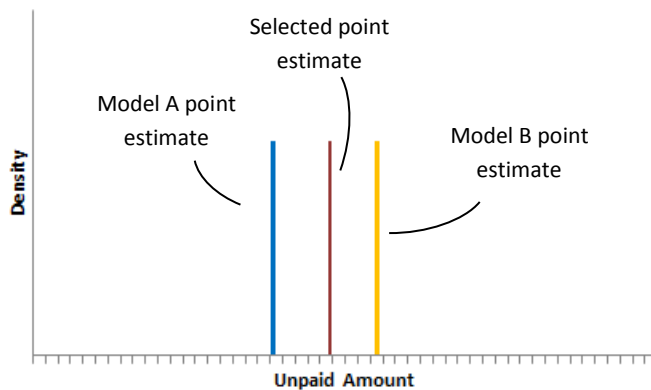 Selected point
estimate
Model A point
estimate
Model B point
estimate
Density
Unpaid Amount